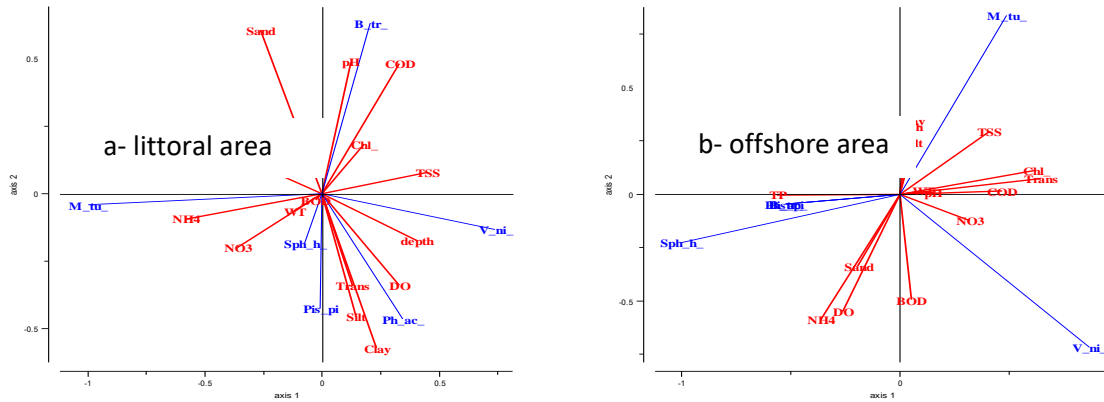 Sand
B_tr_
pH
COD
0.5
axis 2
a- littoral area
Chl_
TSS
0
M_tu_
BOD
NH4
WT
NO3
Sph_h_
depth
V_ni_
Trans
DO
Pis_pi
Silt
Ph_ac_
Clay
-0.5
-1
-0.5
0
0.5
axis 1
M_tu_
0.5
axis 2
b- offshore area
TSS
Chl
Trans
TP
COD
pH
0
NO3
Sph_h_
Sand
BOD
DO
NH4
-0.5
V_ni_
-1
0
axis 1